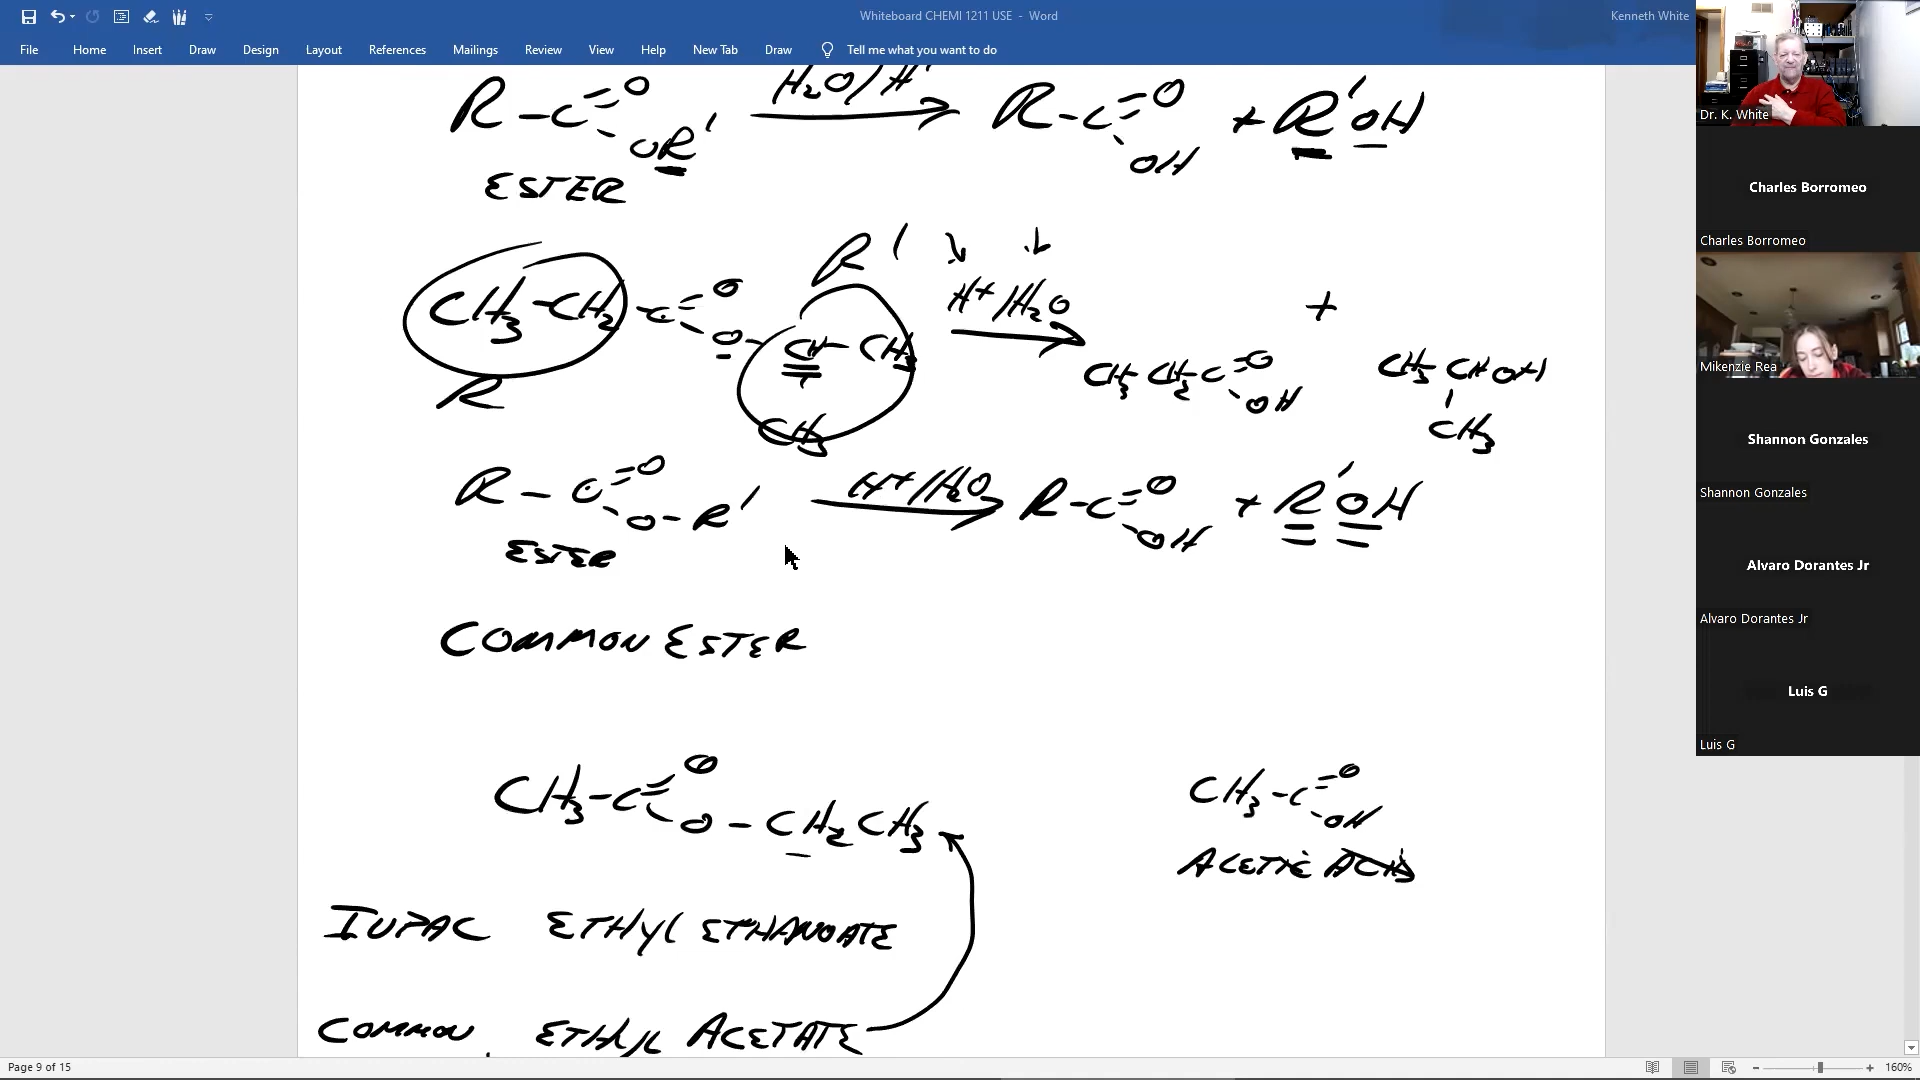 Whiteboard CHEMI 1211 USE - Word
Kenneth White
File Home Insert Draw Design Layout References Mailings Review View Help New Tab Draw Tell me what you want to do
Dr. K. White
Charles Borromeo
Charles Borromeo
Mikenzie Rea
Shannon Gonzales
Shannon Gonzales
Alvaro Dorantes Jr
Alvaro Dorantes Jr
Luis G
Luis G
H2O/H+
R-C=O R-C=O + R'OH
OR' OH
ESTER
R'
CH3-CH2-C=O H+/H2O +
O-CH-CH3 CH3 CH2 C=O CH3 CHOH
R OH
CH3 CH3
R-C=O H+/H2O R-C=O + R'OH
O-R' OH
ESTER
COMMON ESTER
CH3-C=O CH3-C=O
O-CH2CH3 OH
ACETIC ACID
IUPAC ETHYL ETHANOATE
COMMON ETHYL ACETATE
Page 9 of 15
160%